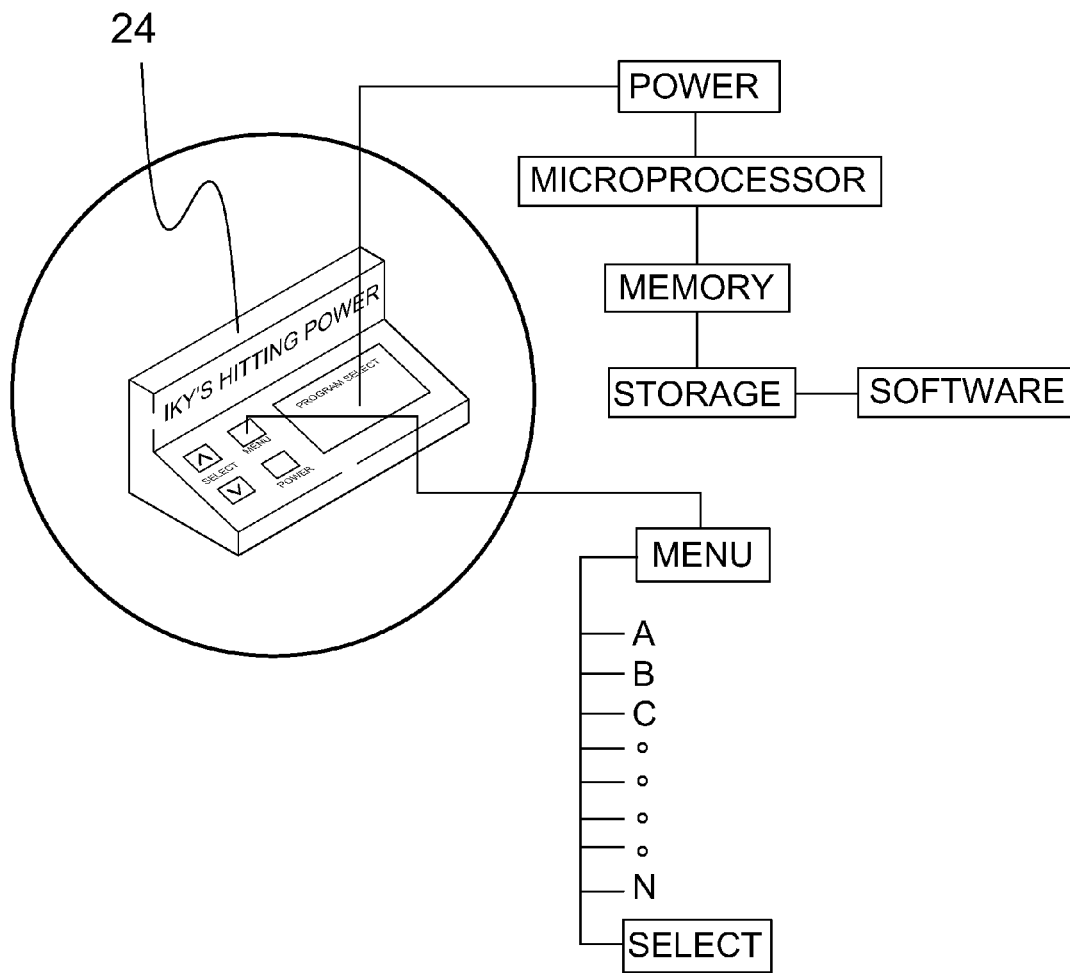 24
POWER
MICROPROCESSOR
MEMORY
STORAGE
SOFTWARE
IKY'S HITTING POWER
PROGRAM SELECT
MENU
SELECT
POWER
MENU
A
B
C
N
SELECT